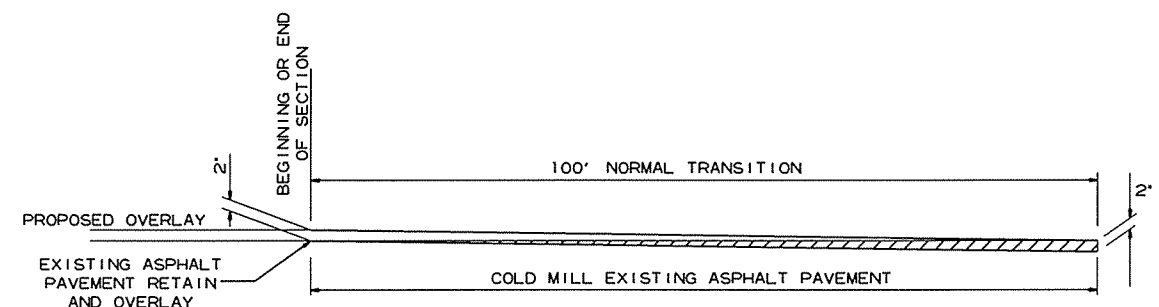 BEGINNING OR END
OF SECTION
2"
100' NORMAL TRANSITION
2"
PROPOSED OVERLAY
EXISTING ASPHALT
PAVEMENT RETAIN
AND OVERLAY
COLD MILL EXISTING ASPHALT PAVEMENT